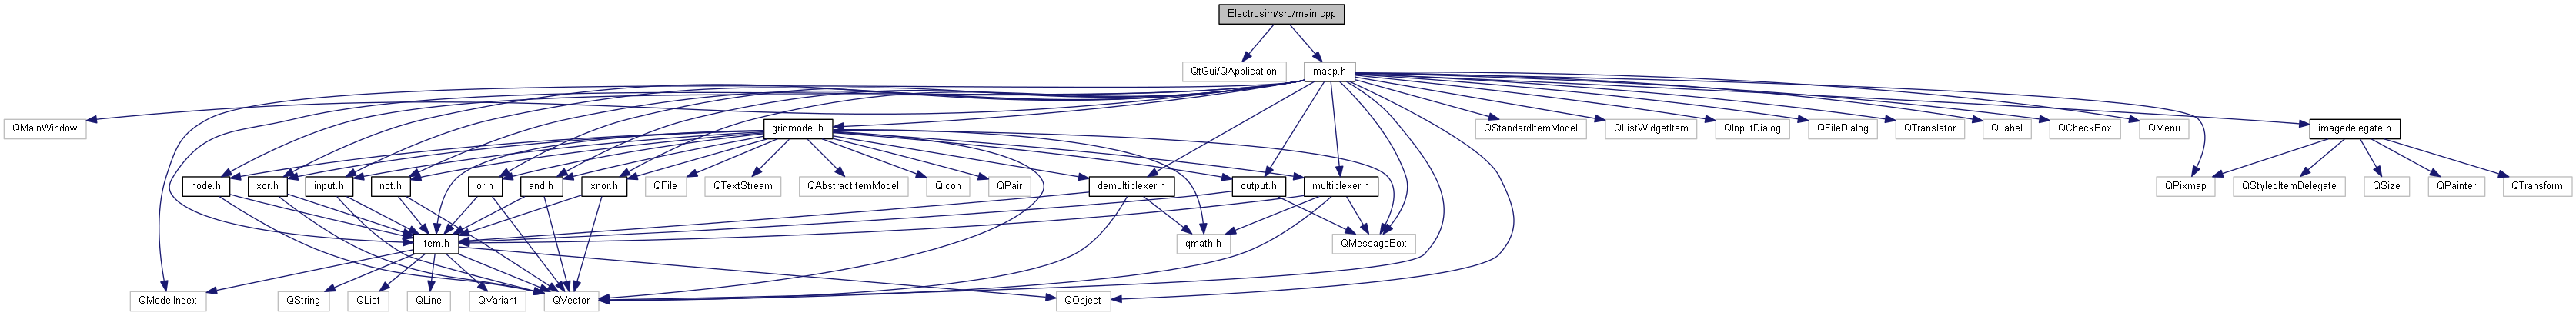 Electrosim/src/main.cpp
QtGui/QApplication
mapp.h
QMainWindow
gridmodel.h
QStandardItemModel
QListWidgetItem
QInputDialog
QFileDialog
QTranslator
QLabel
QCheckBox
QMenu
imagedelegate.h
node.h
xor.h
input.h
not.h
or.h
and.h
xnor.h
QFile
QTextStream
QAbstractItemModel
QIcon
QPair
demultiplexer.h
output.h
multiplexer.h
QPixmap
QStyledItemDelegate
QSize
QPainter
QTransform
item.h
qmath.h
QMessageBox
QModelIndex
QString
QList
QLine
QVariant
QVector
QObject